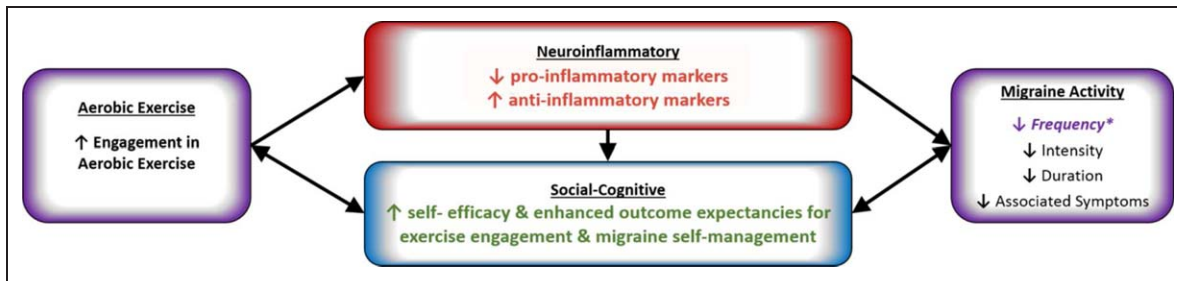 Aerobic Exercise
↑ Engagement in
Aerobic Exercise
Neuroinflammatory
↓ pro-inflammatory markers
↑ anti-inflammatory markers
Social-Cognitive
↑ self- efficacy & enhanced outcome expectancies for
exercise engagement & migraine self-management
Migraine Activity
↓ Frequency*
↓ Intensity
↓ Duration
↓ Associated Symptoms